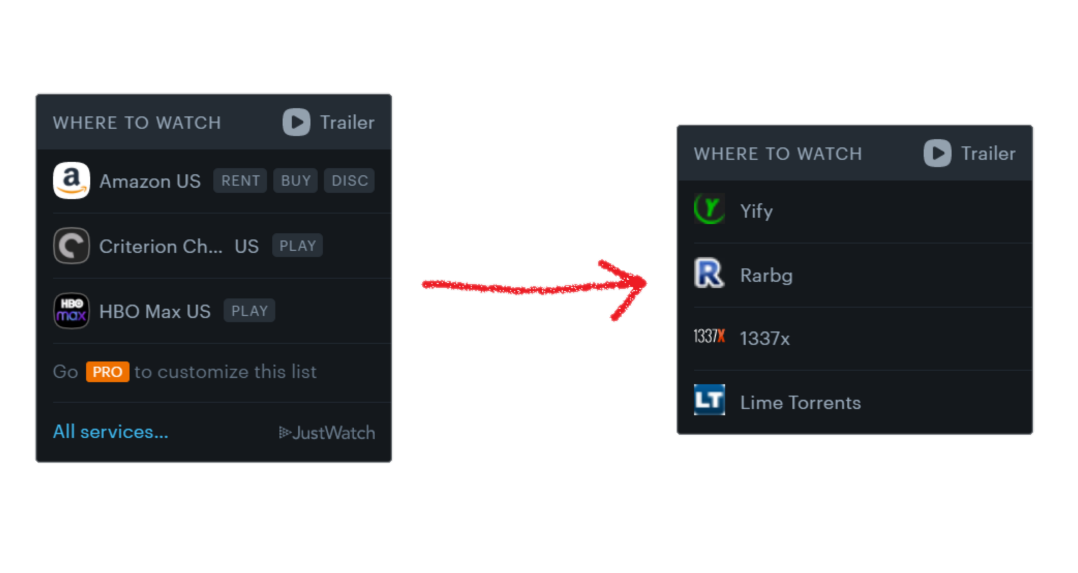 WHERE TO WATCH Trailer
a Amazon US RENT BUY DISC
Criterion Ch... US PLAY
HBO max HBO Max US PLAY
Go PRO to customize this list
All services... JustWatch
WHERE TO WATCH Trailer
Y Yify
R Rarbg
1337X 1337x
LT Lime Torrents